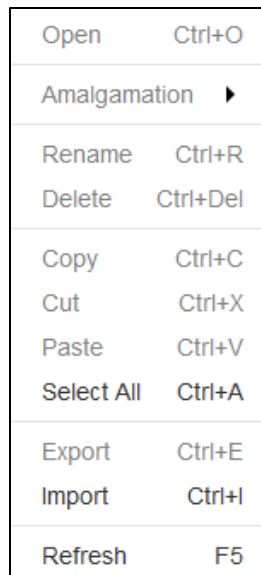 Open Ctrl+O
Amalgamation
Rename Ctrl+R
Delete Ctrl+Del
Copy Ctrl+C
Cut Ctrl+X
Paste Ctrl+V
Select All Ctrl+A
Export Ctrl+E
Import Ctrl+I
Refresh F5